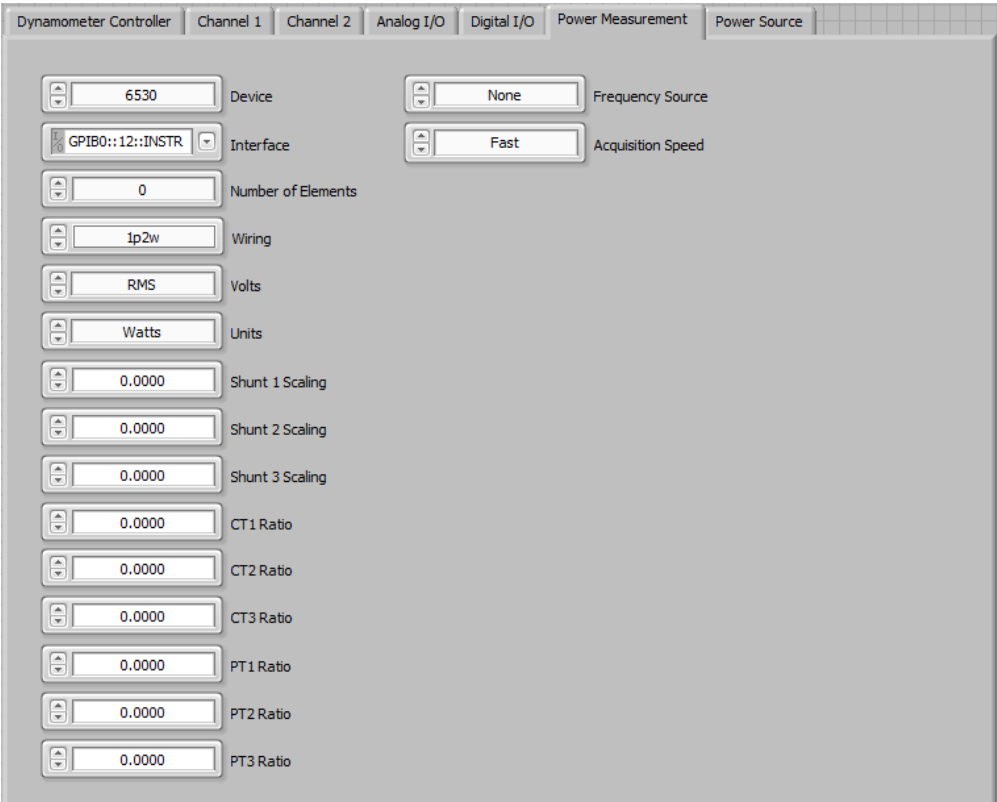 Dynamometer Controller Channel 1 Channel 2 Analog I/O Digital I/O Power Measurement Power Source
6530 Device None Frequency Source
I/O GPIB0::12::INSTR Interface Fast Acquisition Speed
0 Number of Elements
1p2w Wiring
RMS Volts
Watts Units
0.0000 Shunt 1 Scaling
0.0000 Shunt 2 Scaling
0.0000 Shunt 3 Scaling
0.0000 CT1 Ratio
0.0000 CT2 Ratio
0.0000 CT3 Ratio
0.0000 PT1 Ratio
0.0000 PT2 Ratio
0.0000 PT3 Ratio